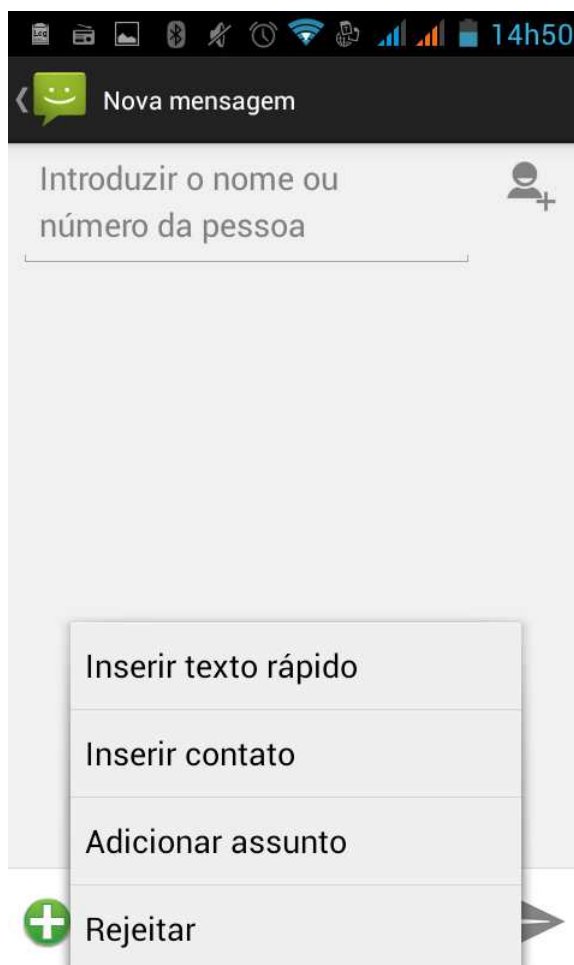 14h50
Nova mensagem
Introduzir o nome ou
número da pessoa
Inserir texto rápido
Inserir contato
Adicionar assunto
Rejeitar